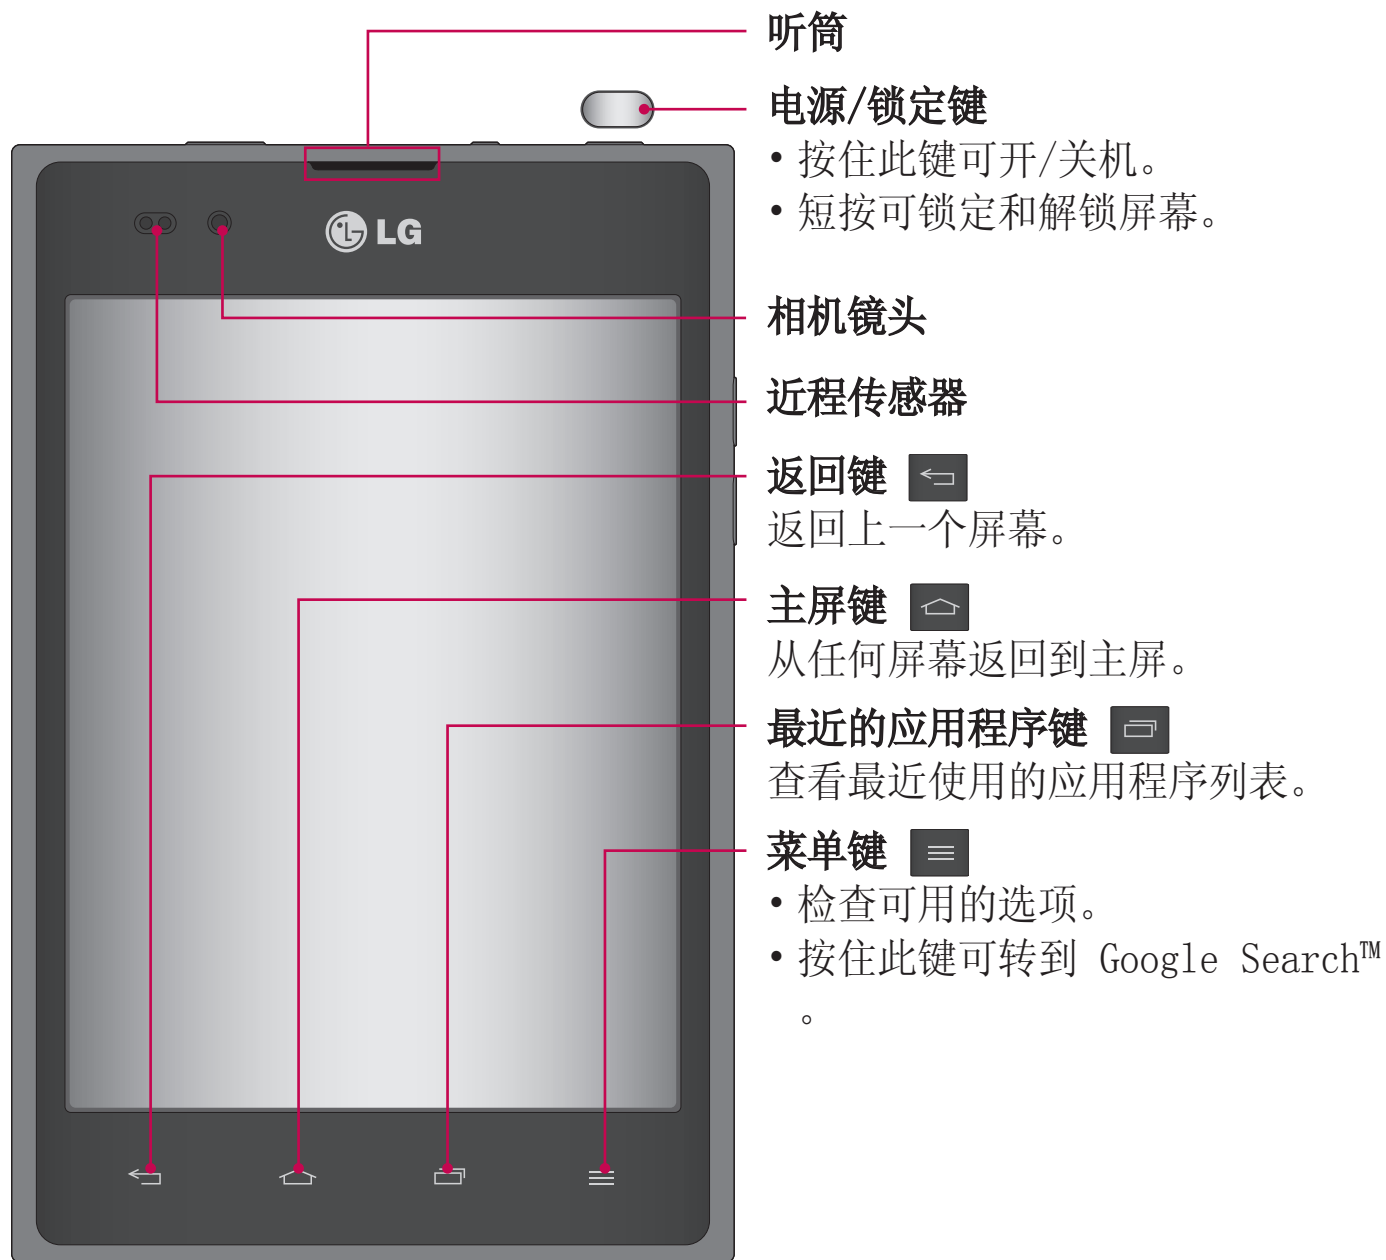 听筒
电源/锁定键
• 按住此键可开/关机。
• 短按可锁定和解锁屏幕。
LG
相机镜头
近程传感器
返回键
返回上一个屏幕。
主屏键
从任何屏幕返回到主屏。
最近的应用程序键
查看最近使用的应用程序列表。
菜单键
• 检查可用的选项。
• 按住此键可转到 Google Search™
。